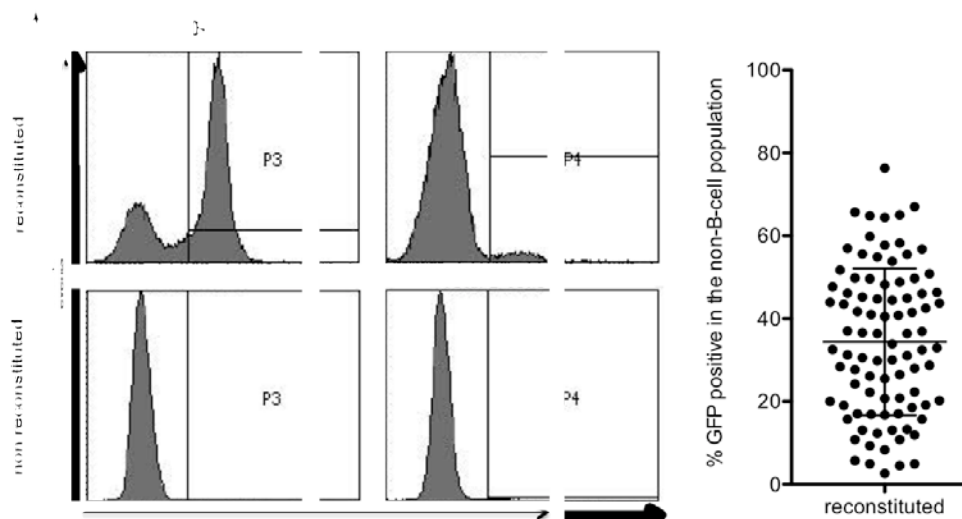 reconstituted
P3
P4
non reconstituted
P3
P4
% GFP positive in the non-B-cell population
100
80
60
40
20
0
reconstituted